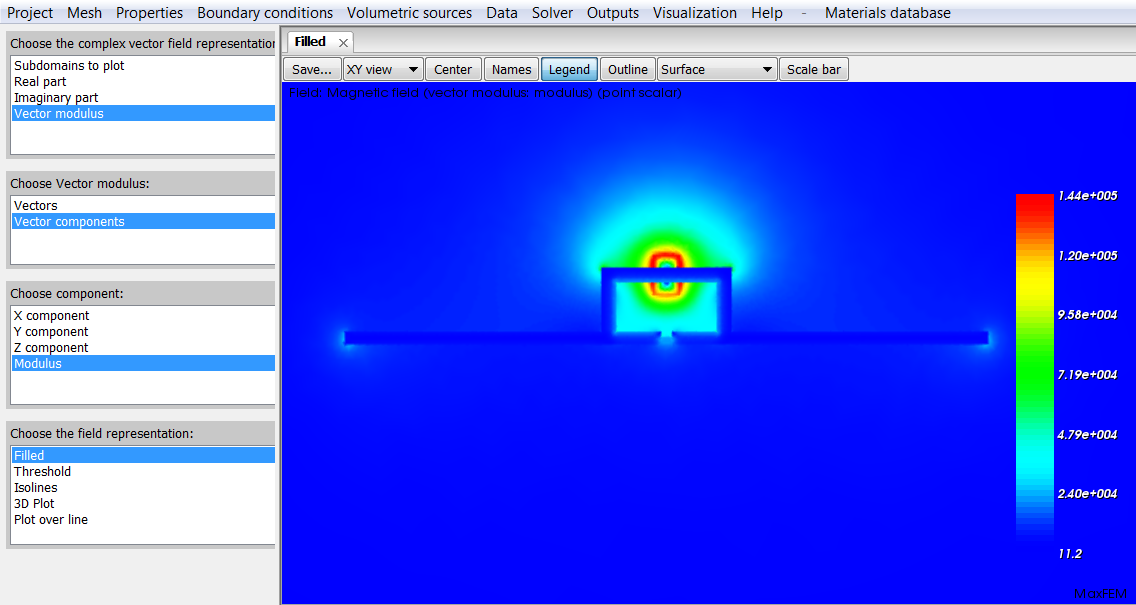 Project Mesh Properties Boundary conditions Volumetric sources Data Solver Outputs Visualization Help - Materials database
Choose the complex vector field representation
Subdomains to plot
Real part
Imaginary part
Vector modulus
Choose Vector modulus:
Vectors
Vector components
Choose component:
X component
Y component
Z component
Modulus
Choose the field representation:
Filled
Threshold
Isolines
3D Plot
Plot over line
Filled
Save... XY view Center Names Legend Outline Surface Scale bar
Field: Magnetic field (vector modulus: modulus) (point scalar)
1.44e+005
1.20e+005
9.58e+004
7.19e+004
4.79e+004
2.40e+004
11.2
MaxFEM